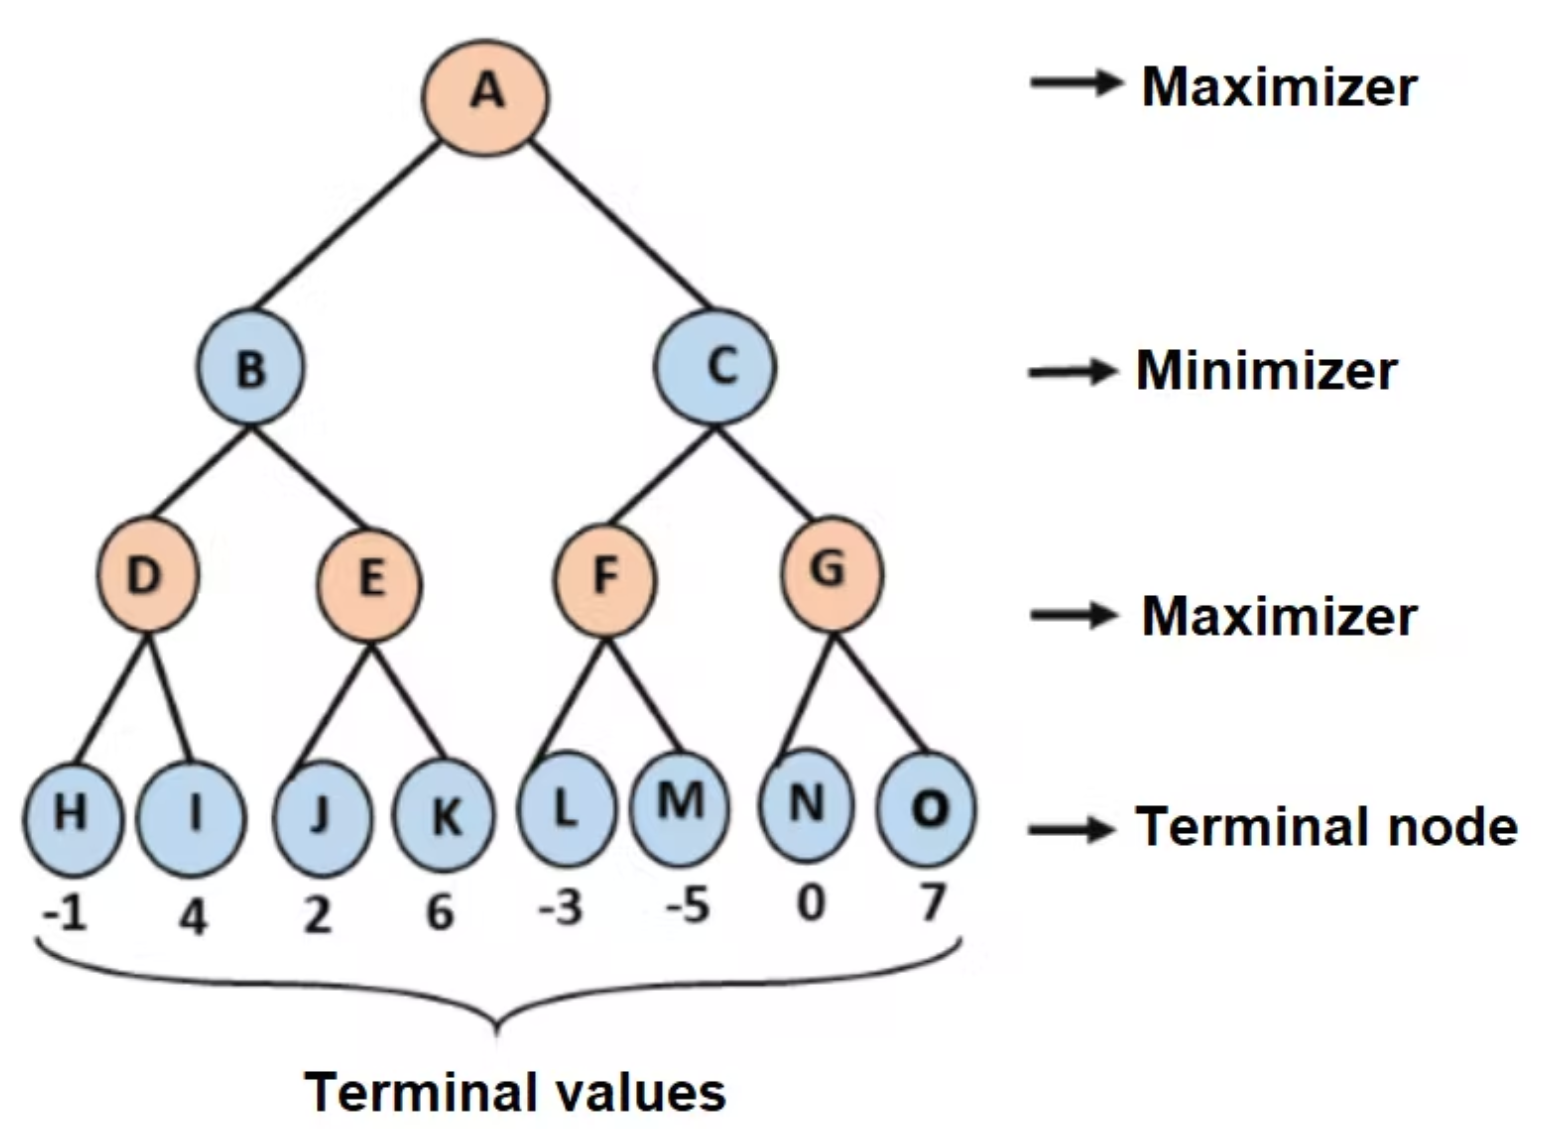 A
Maximizer
B
C
Minimizer
D
E
F
G
Maximizer
H
I
J
K
L
M
N
O
Terminal node
-1
4
2
6
-3
-5
0
7
Terminal values